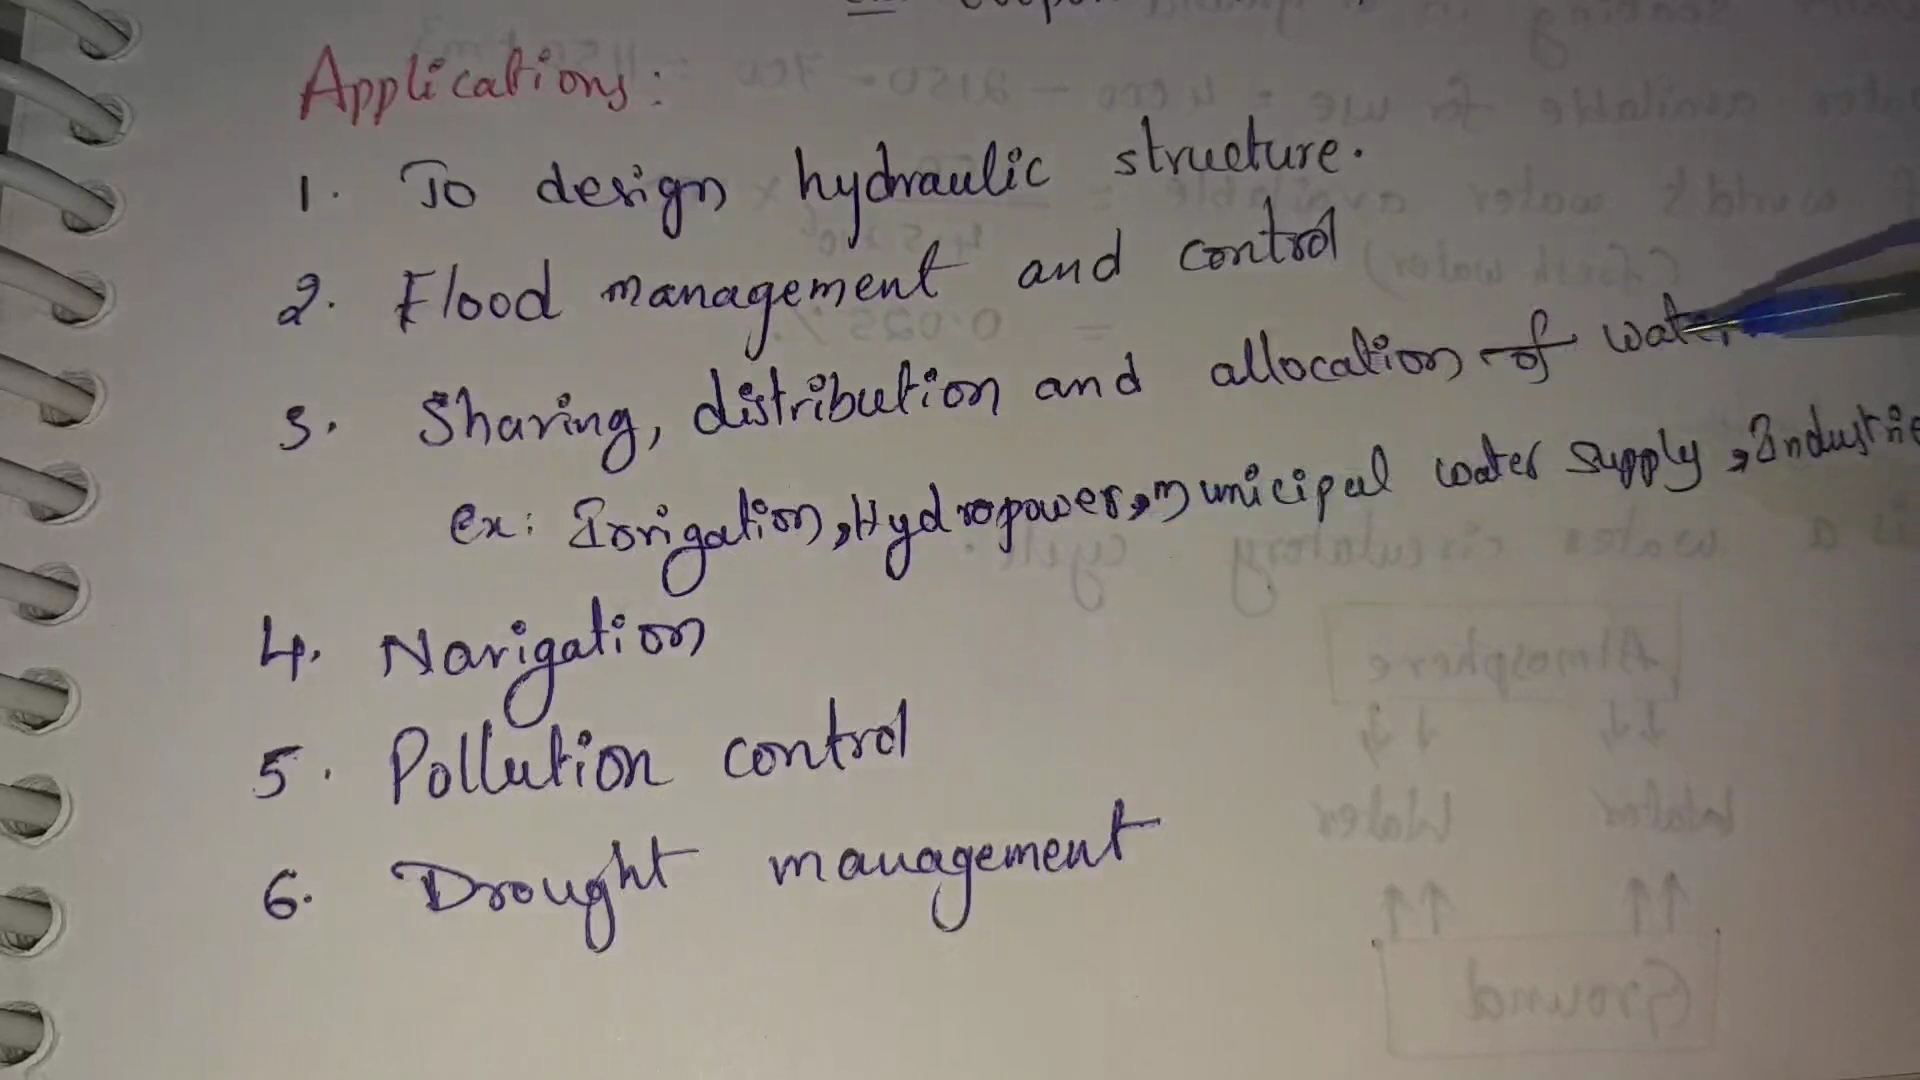 Applications:
1. To design hydraulic structure.
2. Flood management and control
3. Sharing, distribution and allocation of water
ex: Irrigation, Hydropower, municipal water supply, Industrie
4. Navigation
5. Pollution control
6. Drought management